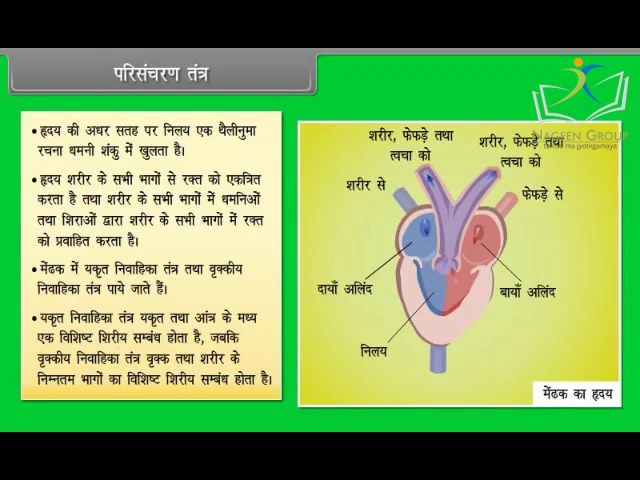 परिसंचरण तंत्र
NAGEEN GROUP
• हृदय की अधर सतह पर निलय एक थैलीनुमा
रचना धमनी शंकु में खुलता है।
• हृदय शरीर के सभी भागों से रक्त को एकत्रित
करता है तथा शरीर के सभी भागों में धमनिओं
तथा शिराओं द्वारा शरीर के सभी भागों में रक्त
को प्रवाहित करता है।
• मेंढक में यकृत निवाहिका तंत्र तथा वृक्कीय
निवाहिका तंत्र पाये जाते हैं।
• यकृत निवाहिका तंत्र यकृत तथा आंत्र के मध्य
एक विशिष्ट शिरीय सम्बंध होता है, जबकि
वृक्कीय निवाहिका तंत्र वृक्क तथा शरीर के
निम्नतम भागों का विशिष्ट शिरीय सम्बंध होता है।
शरीर, फेफड़े तथा
त्वचा को
शरीर, फेफड़े तथा
त्वचा को
शरीर से
फेफड़े से
दायाँ अलिंद
बायाँ अलिंद
निलय
मेंढक का हृदय